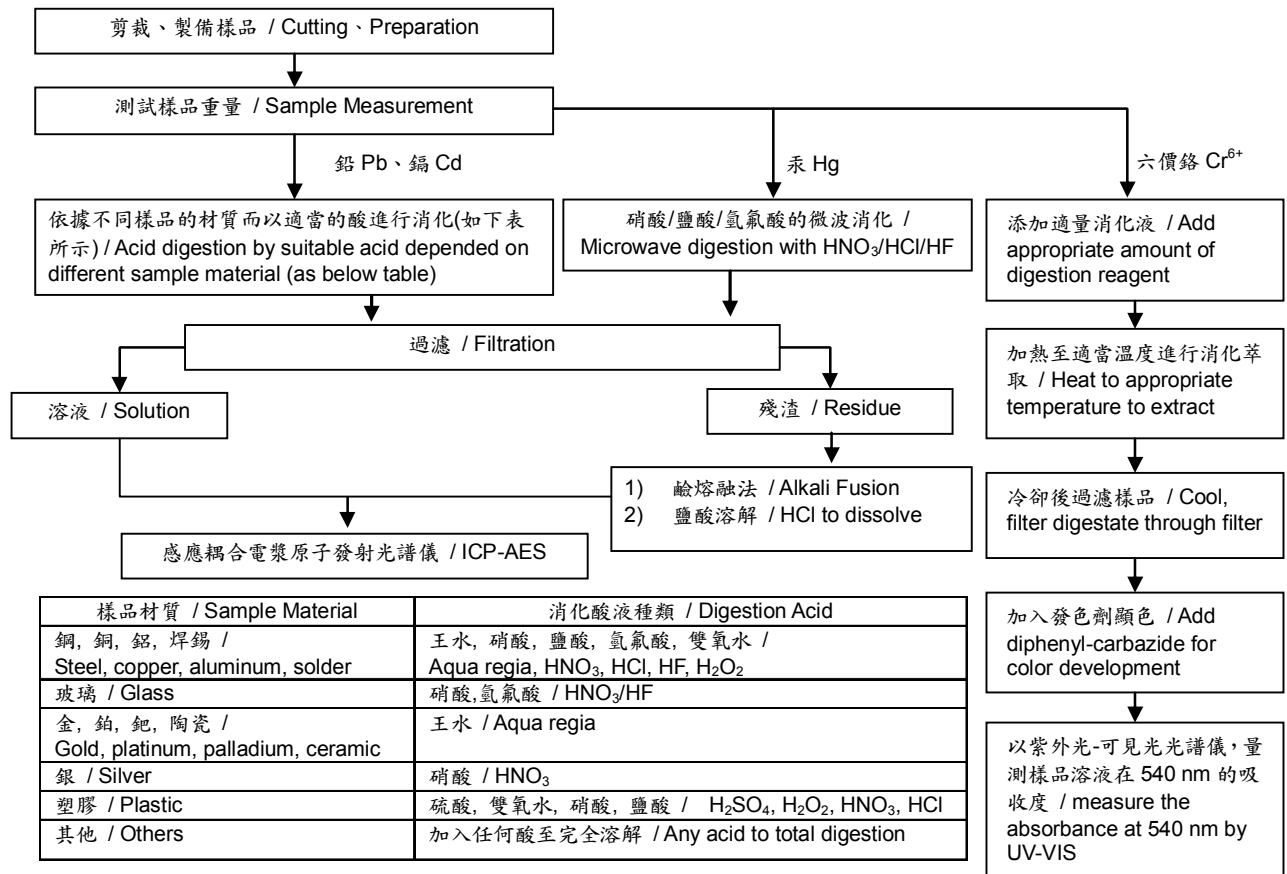 剪裁、製備樣品 / Cutting、Preparation
測試樣品重量 / Sample Measurement
鉛 Pb、鎘 Cd
汞 Hg
六價鉻 Cr⁶⁺
依據不同樣品的材質而以適當的酸進行消化(如下表
所示) / Acid digestion by suitable acid depended on
different sample material (as below table)
硝酸/鹽酸/氫氟酸的微波消化 /
Microwave digestion with HNO₃/HCl/HF
添加適量消化液 / Add
appropriate amount of
digestion reagent
過濾 / Filtration
加熱至適當溫度進行消化萃
取 / Heat to appropriate
temperature to extract
溶液 / Solution
殘渣 / Residue
1) 鹼熔融法 / Alkali Fusion
2) 鹽酸溶解 / HCl to dissolve
冷卻後過濾樣品 / Cool,
filter digestate through filter
感應耦合電漿原子發射光譜儀 / ICP-AES
加入發色劑顯色 / Add
diphenyl-carbazide for
color development
以紫外光-可見光光譜儀，量
測樣品溶液在 540 nm 的吸
收度 / measure the
absorbance at 540 nm by
UV-VIS
樣品材質 / Sample Material 消化酸液種類 / Digestion Acid
鋼, 銅, 鋁, 焊錫 / 王水, 硝酸, 鹽酸, 氫氟酸, 雙氧水 /
Steel, copper, aluminum, solder Aqua regia, HNO₃, HCl, HF, H₂O₂
玻璃 / Glass 硝酸,氫氟酸 / HNO₃/HF
金, 鉑, 鈀, 陶瓷 / 王水 / Aqua regia
Gold, platinum, palladium, ceramic
銀 / Silver 硝酸 / HNO₃
塑膠 / Plastic 硫酸, 雙氧水, 硝酸, 鹽酸 / H₂SO₄, H₂O₂, HNO₃, HCl
其他 / Others 加入任何酸至完全溶解 / Any acid to total digestion